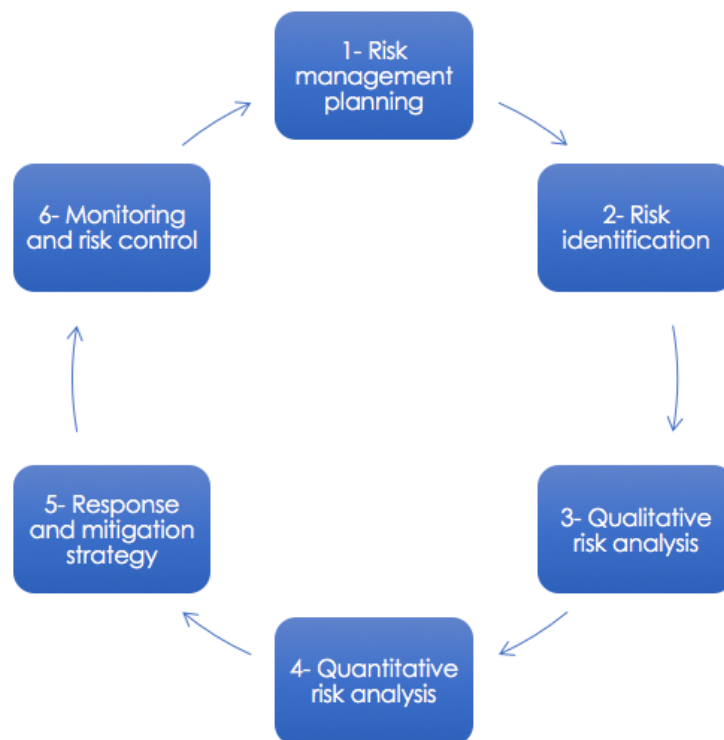 1- Risk
management
planning
2- Risk
identification
3- Qualitative
risk analysis
4- Quantitative
risk analysis
5- Response
and mitigation
strategy
6- Monitoring
and risk control